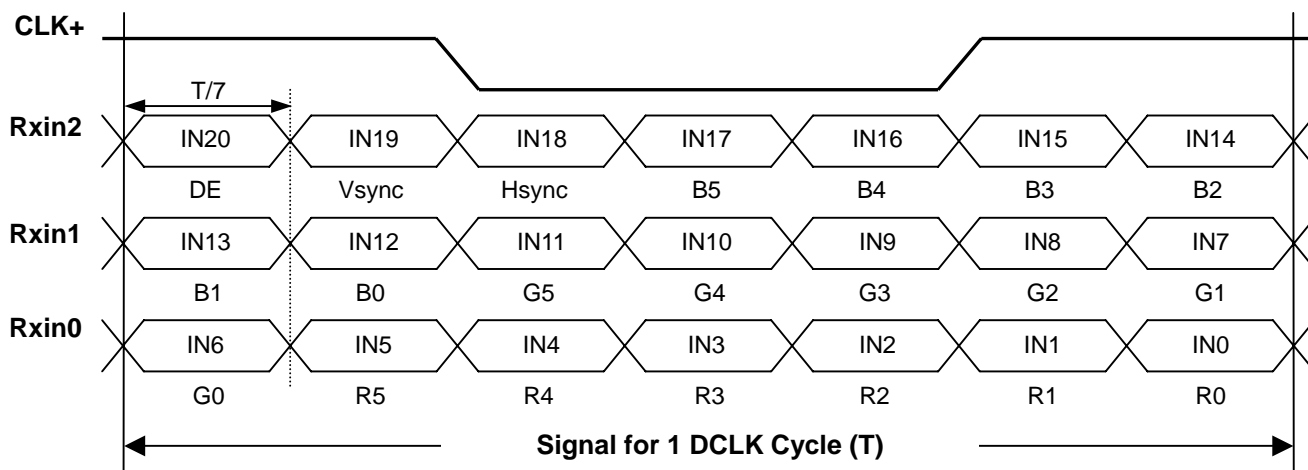 CLK+
T/7
Rxin2 IN20 IN19 IN18 IN17 IN16 IN15 IN14
DE Vsync Hsync B5 B4 B3 B2
Rxin1 IN13 IN12 IN11 IN10 IN9 IN8 IN7
B1 B0 G5 G4 G3 G2 G1
Rxin0 IN6 IN5 IN4 IN3 IN2 IN1 IN0
G0 R5 R4 R3 R2 R1 R0
Signal for 1 DCLK Cycle (T)